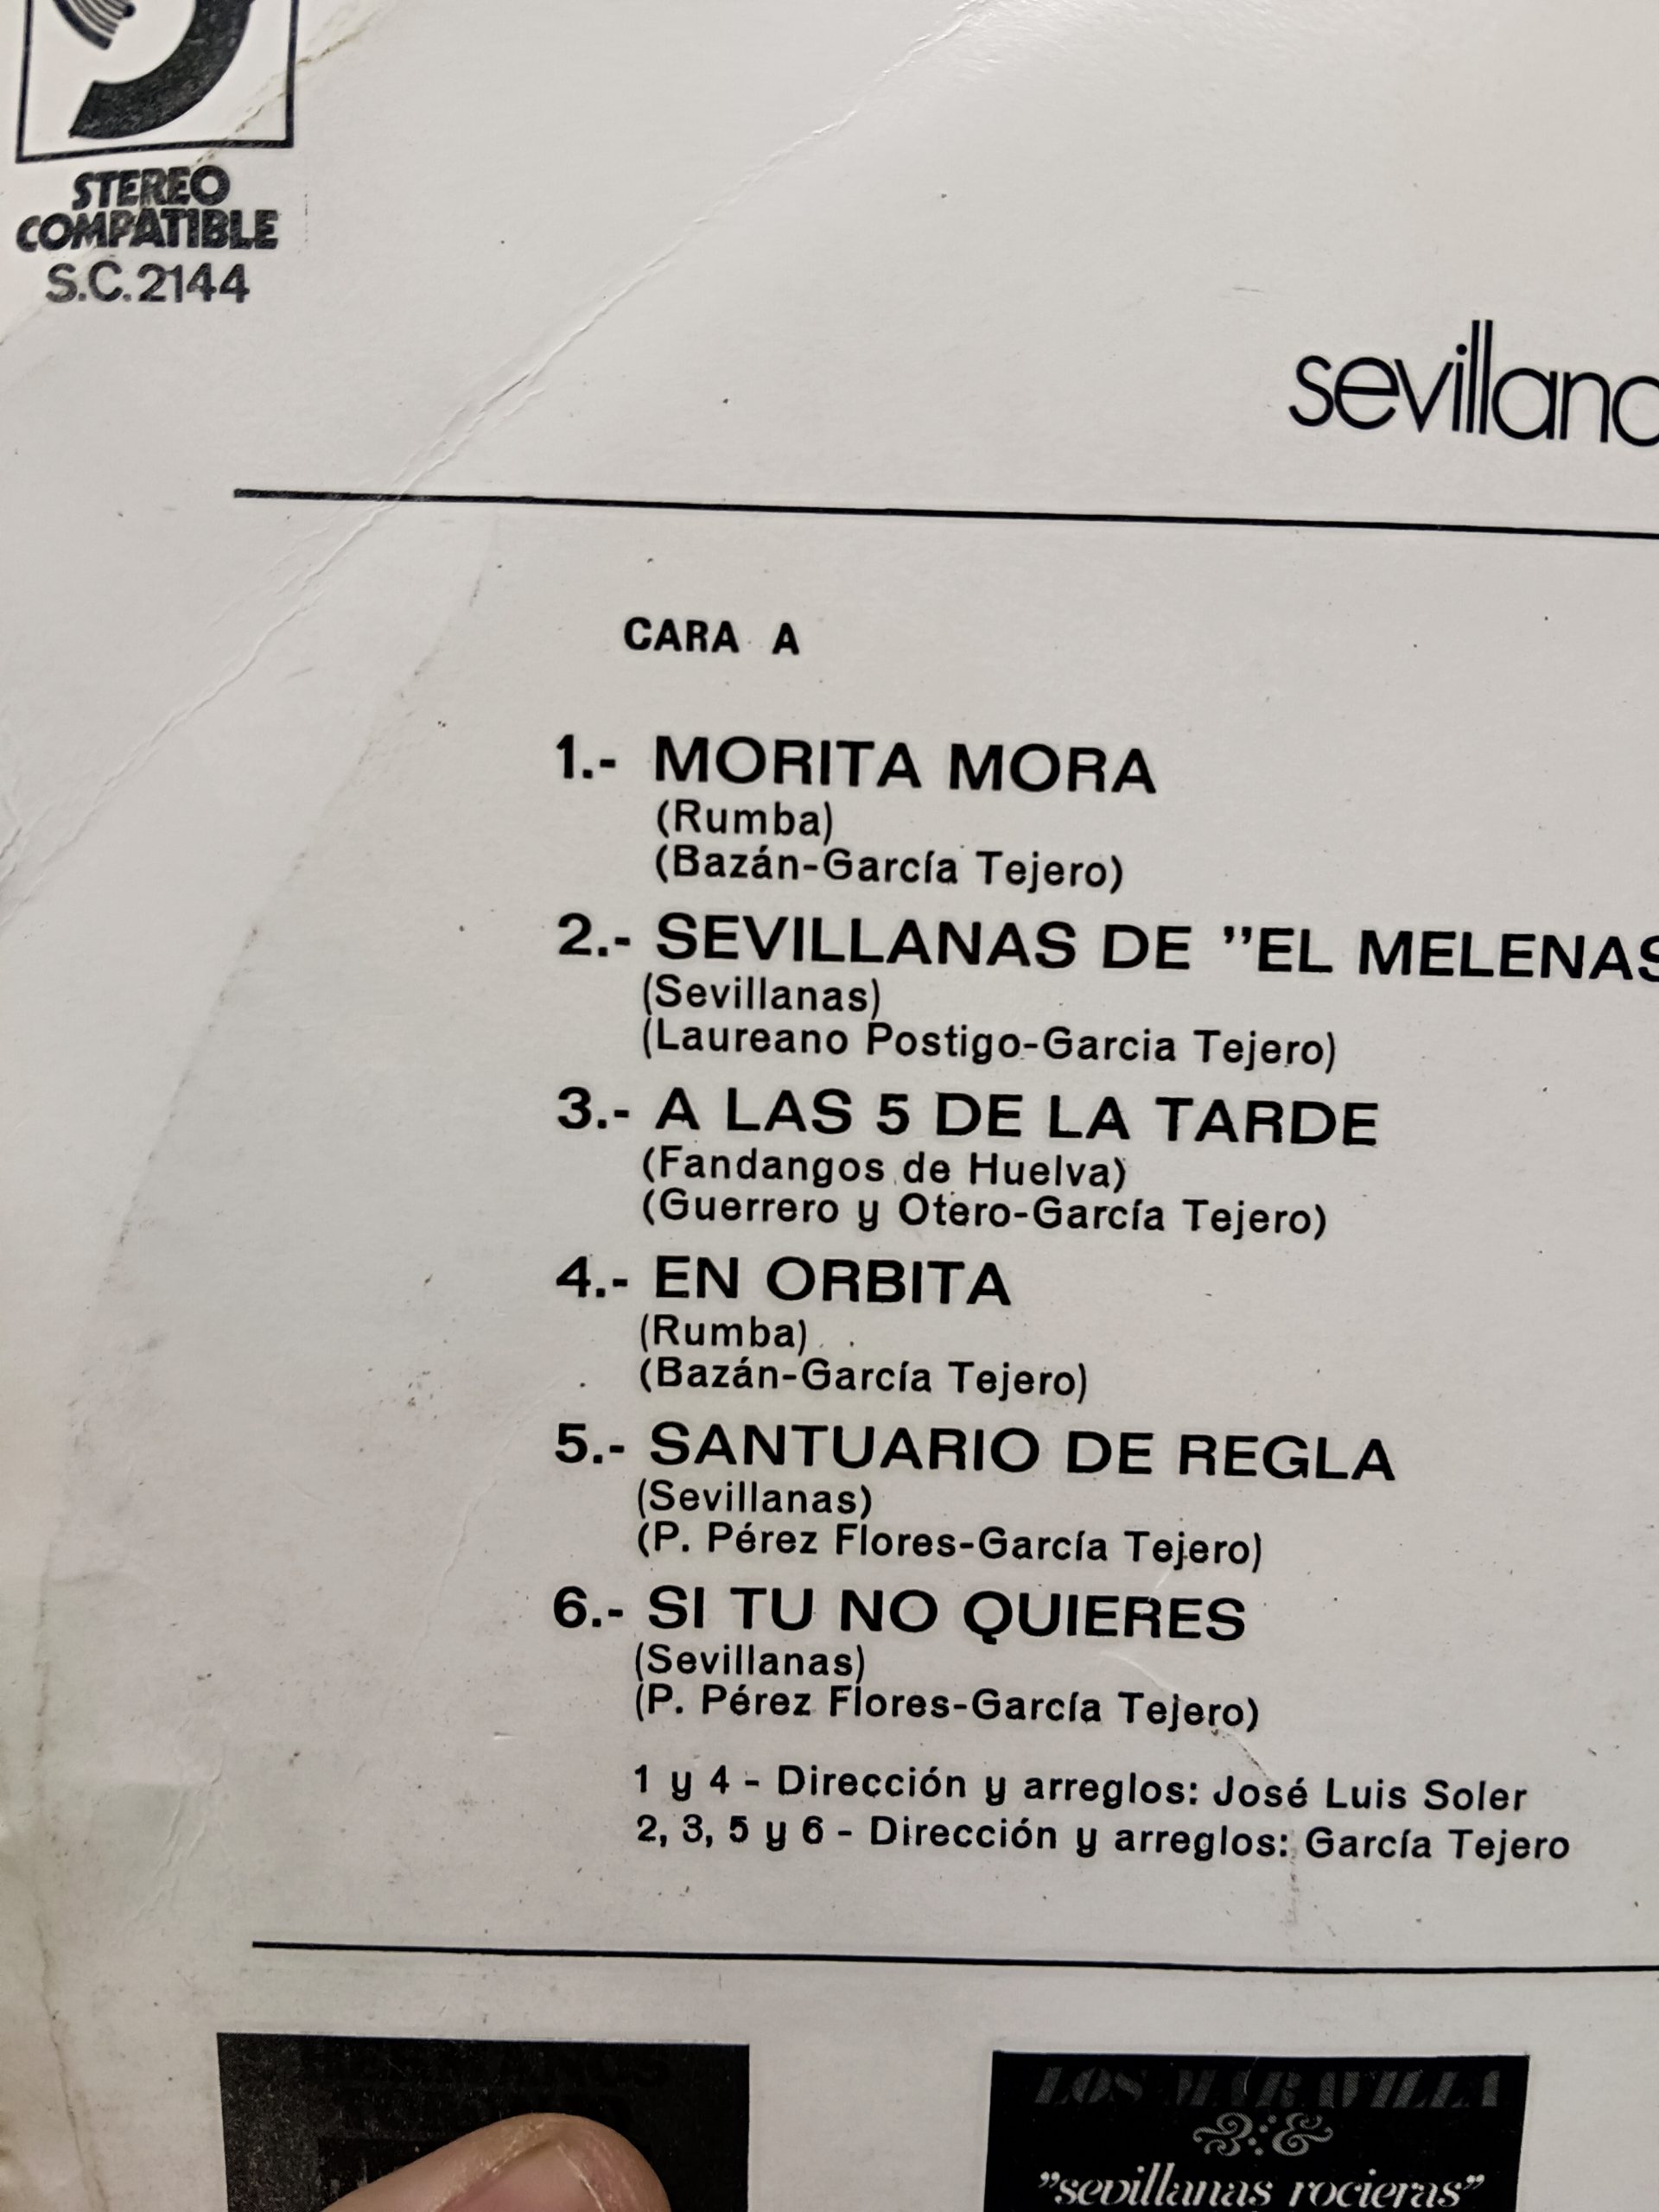 STEREO
COMPATIBLE
S.C.2144
sevillana
CARA A
1.- MORITA MORA
(Rumba)
(Bazán-García Tejero)
2.- SEVILLANAS DE ”EL MELENAS
(Sevillanas)
(Laureano Postigo-Garcia Tejero)
3.- A LAS 5 DE LA TARDE
(Fandangos de Huelva)
(Guerrero y Otero-García Tejero)
4.- EN ORBITA
(Rumba)
(Bazán-García Tejero)
5.- SANTUARIO DE REGLA
(Sevillanas)
(P. Pérez Flores-García Tejero)
6.- SI TU NO QUIERES
(Sevillanas)
(P. Pérez Flores-García Tejero)
1 y 4 - Dirección y arreglos: José Luis Soler
2, 3, 5 y 6 - Dirección y arreglos: García Tejero
LOS MARAVILLA
”sevillanas rocieras”